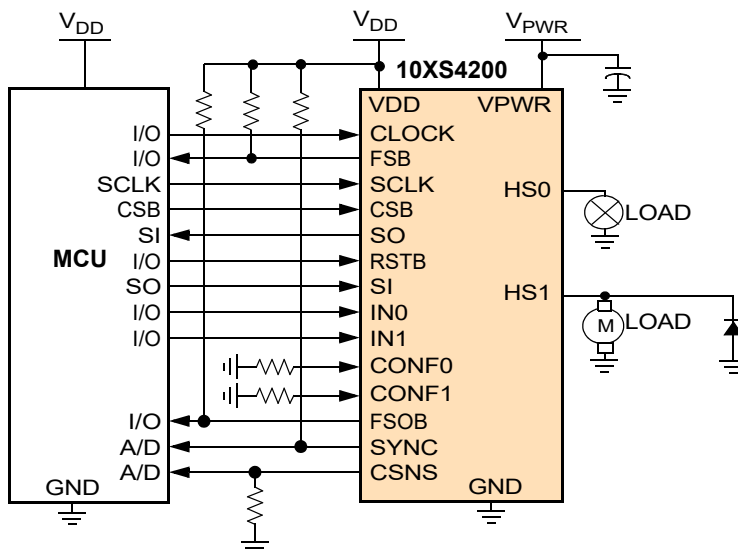 VDD
VDD
VPWR
10XS4200
VDD VPWR
I/O CLOCK
I/O FSB
SCLK SCLK
CSB CSB
SI SO
MCU
I/O RSTB
SO SI
I/O IN0
I/O IN1
CONF0
CONF1
I/O FSOB
A/D SYNC
A/D CSNS
GND
GND
HS0
LOAD
HS1
M
LOAD